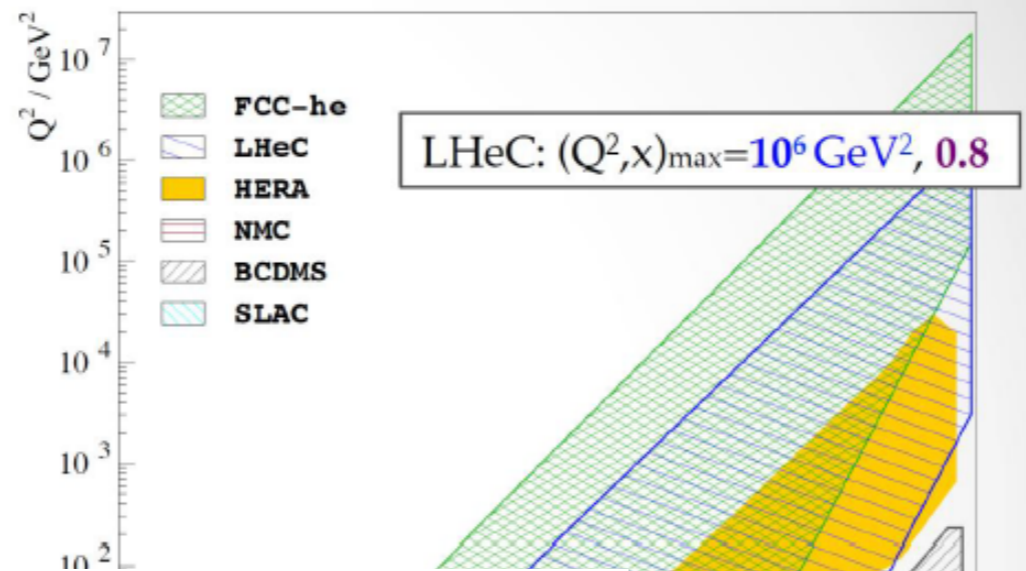 Q² / GeV²
10⁷
10⁶
10⁵
10⁴
10³
10²
FCC-he
LHeC
HERA
NMC
BCDMS
SLAC
LHeC: (Q²,x)max=10⁶ GeV², 0.8